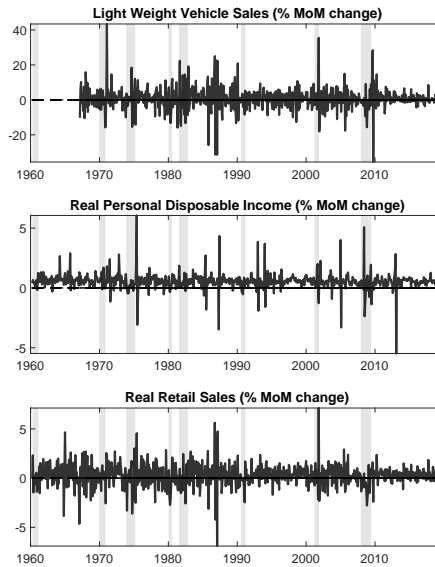 Light Weight Vehicle Sales (% MoM change)
40
20
0
-20
1960 1970 1980 1990 2000 2010
Real Personal Disposable Income (% MoM change)
5
0
-5
1960 1970 1980 1990 2000 2010
Real Retail Sales (% MoM change)
5
0
-5
1960 1970 1980 1990 2000 2010